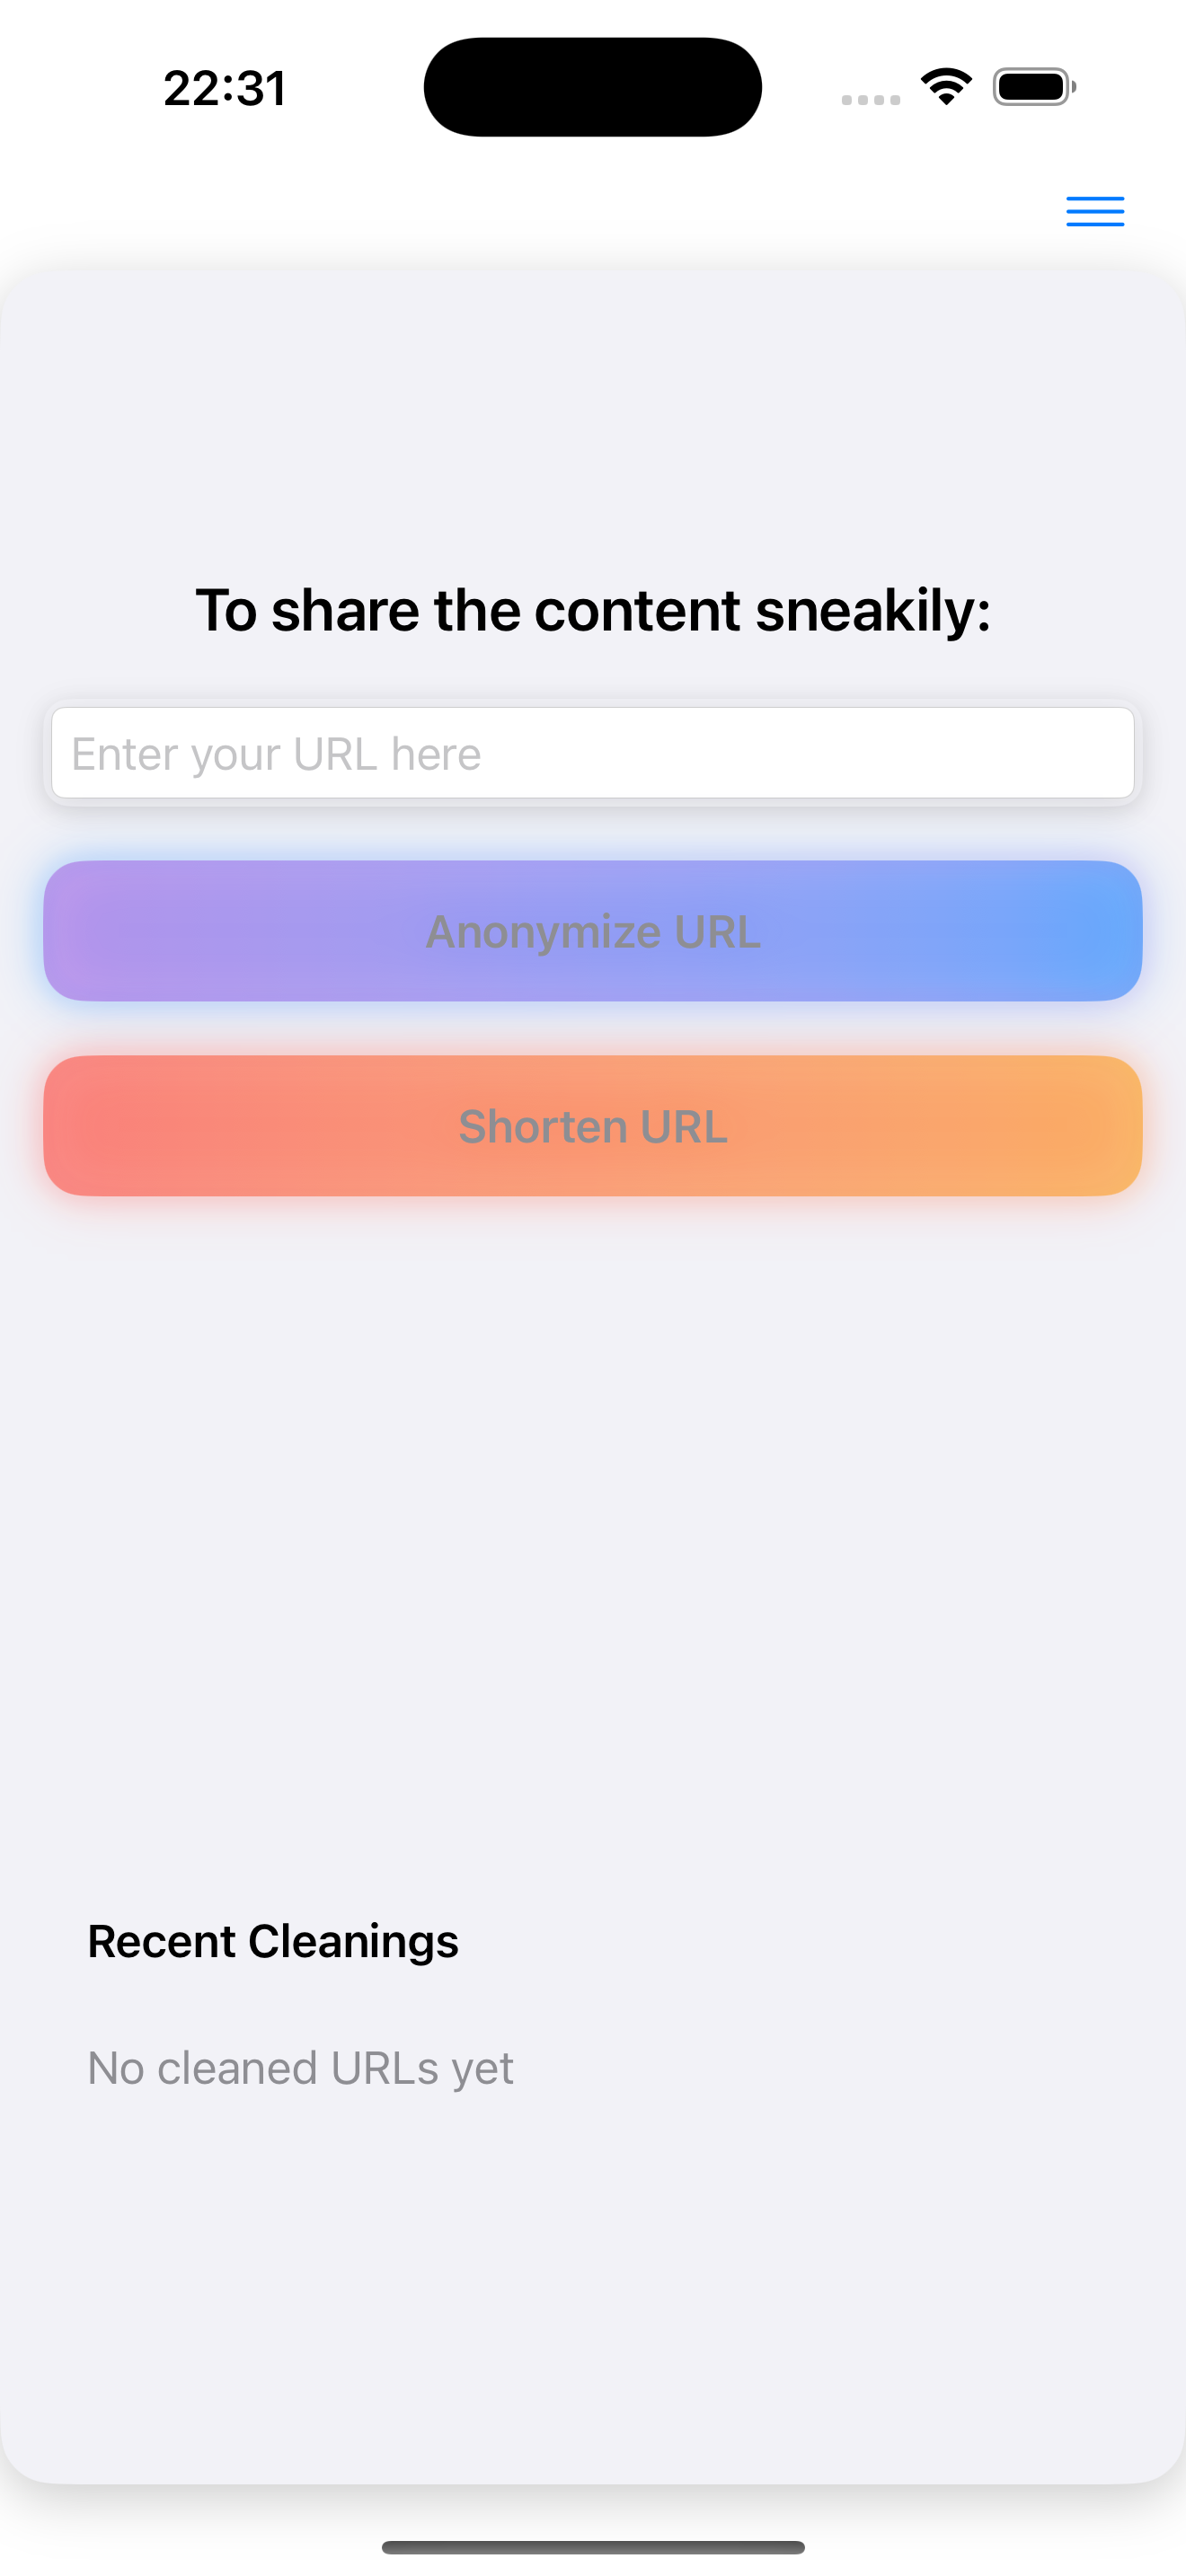 22:31
To share the content sneakily:
Enter your URL here
Anonymize URL
Shorten URL
Recent Cleanings
No cleaned URLs yet